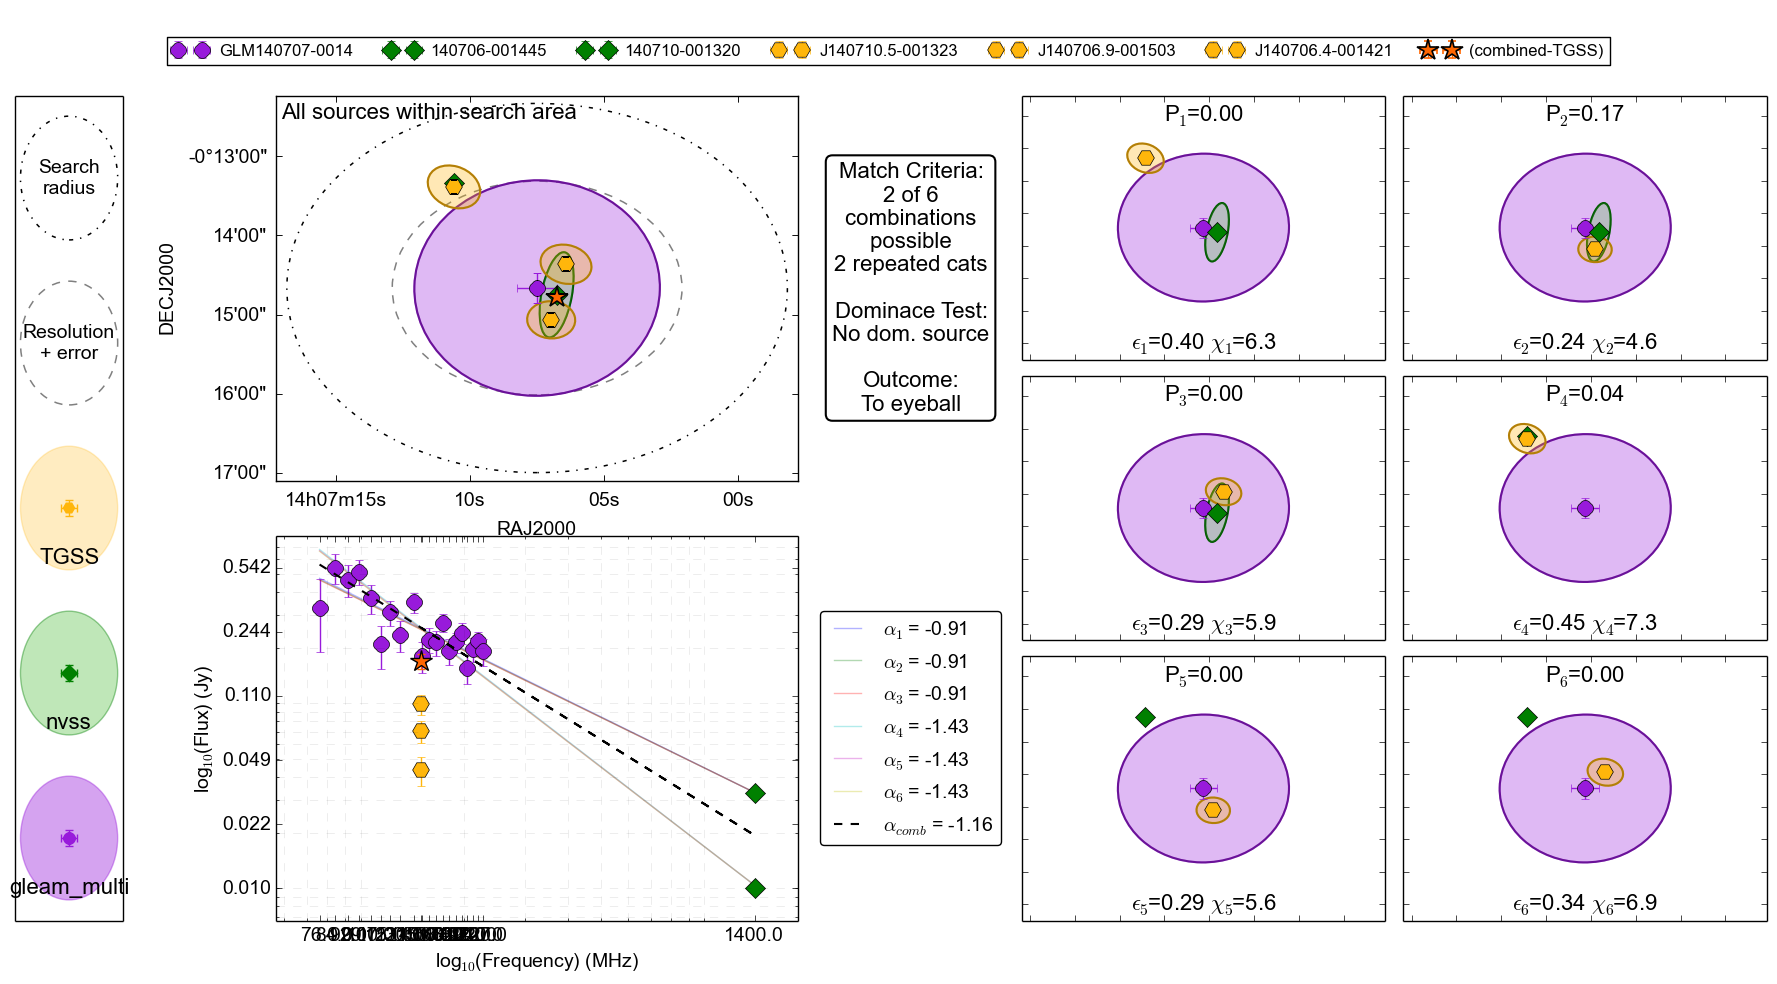 GLM140707-0014 140706-001445 140710-001320 J140710.5-001323 J140706.9-001503 J140706.4-001421 (combined-TGSS)
Search
radius
Resolution
+ error
TGSS
nvss
gleam_multi
All sources within search area
DECJ2000
-0°13'00"
14'00"
15'00"
16'00"
17'00"
14h07m15s 10s 05s 00s
RAJ2000
Match Criteria:
2 of 6
combinations
possible
2 repeated cats
Dominace Test:
No dom. source
Outcome:
To eyeball
log10(Flux) (Jy)
0.542
0.244
0.110
0.049
0.022
0.010
1400.0
log10(Frequency) (MHz)
α1 = -0.91
α2 = -0.91
α3 = -0.91
α4 = -1.43
α5 = -1.43
α6 = -1.43
αcomb = -1.16
P1=0.00
ϵ1=0.40 χ1=6.3
P2=0.17
ϵ2=0.24 χ2=4.6
P3=0.00
ϵ3=0.29 χ3=5.9
P4=0.04
ϵ4=0.45 χ4=7.3
P5=0.00
ϵ5=0.29 χ5=5.6
P6=0.00
ϵ6=0.34 χ6=6.9